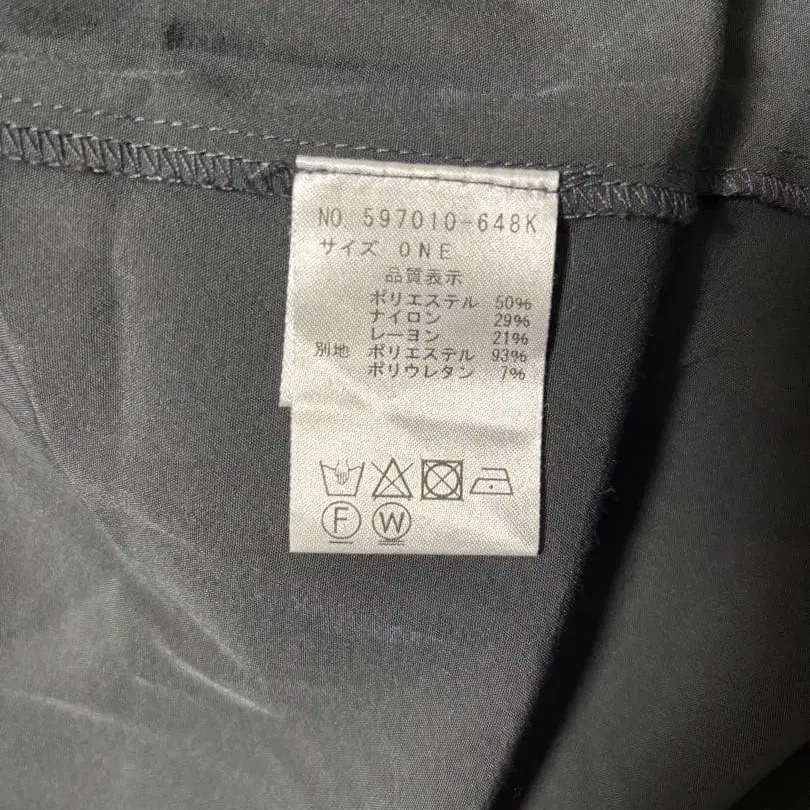 NO 597010-648K
サイズ ONE
品質表示
ポリエステル 50%
ナイロン 29%
レーヨン 21%
別地 ポリエステル 93%
ポリウレタン 7%
F W